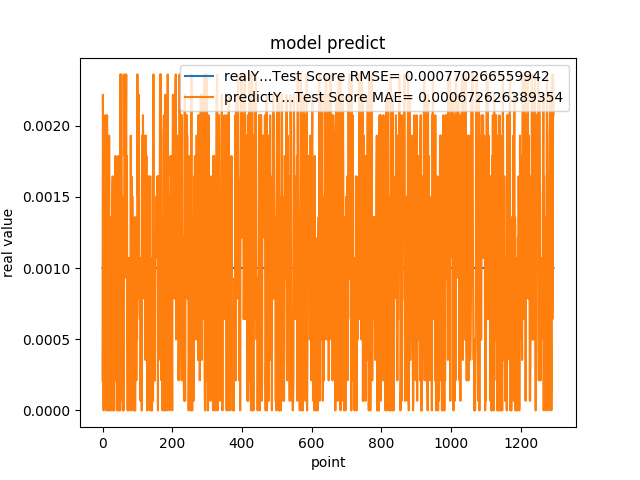 model predict
realY...Test Score RMSE= 0.000770266559942
predictY...Test Score MAE= 0.000672626389354
0.0020
0.0015
0.0010
0.0005
0.0000
real value
0 200 400 600 800 1000 1200
point